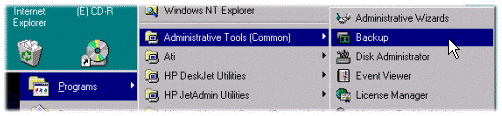 Internet
Explorer
(E) CD-R
Programs
Windows NT Explorer
Administrative Tools (Common)
Ati
HP DeskJet Utilities
HP JetAdmin Utilities
Administrative Wizards
Backup
Disk Administrator
Event Viewer
License Manager